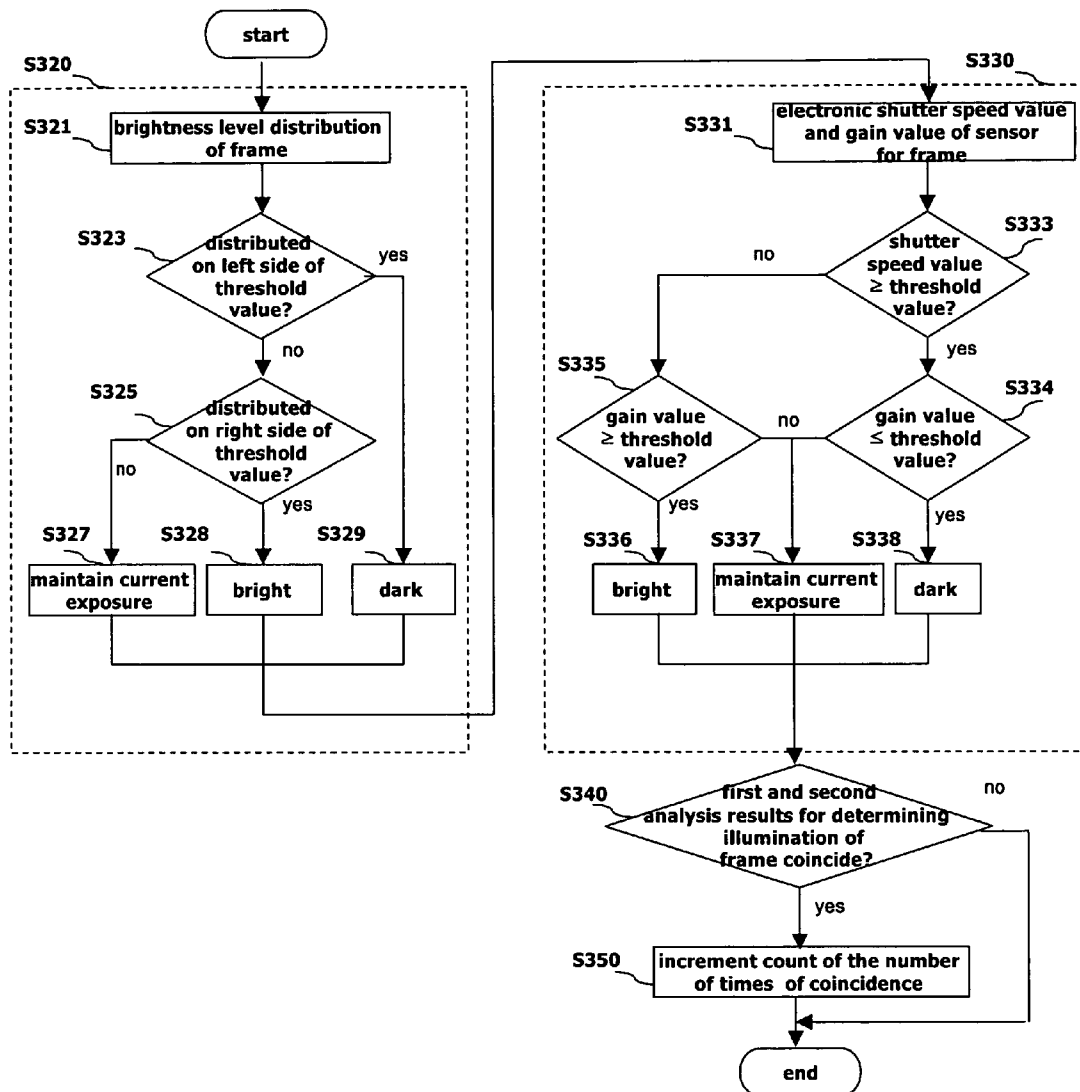 start
S320
S321
brightness level distribution
of frame
S323
distributed
on left side of
threshold
value?
yes
no
S325
distributed
on right side of
threshold
value?
no
yes
S327
maintain current
exposure
S328
bright
S329
dark
S330
S331
electronic shutter speed value
and gain value of sensor
for frame
S333
shutter
speed value
≥ threshold
value?
no
yes
S335
gain value
≥ threshold
value?
no
S334
gain value
≤ threshold
value?
yes
yes
S336
bright
S337
maintain current
exposure
S338
dark
S340
first and second
analysis results for determining
illumination of
frame coincide?
no
yes
S350
increment count of the number
of times of coincidence
end